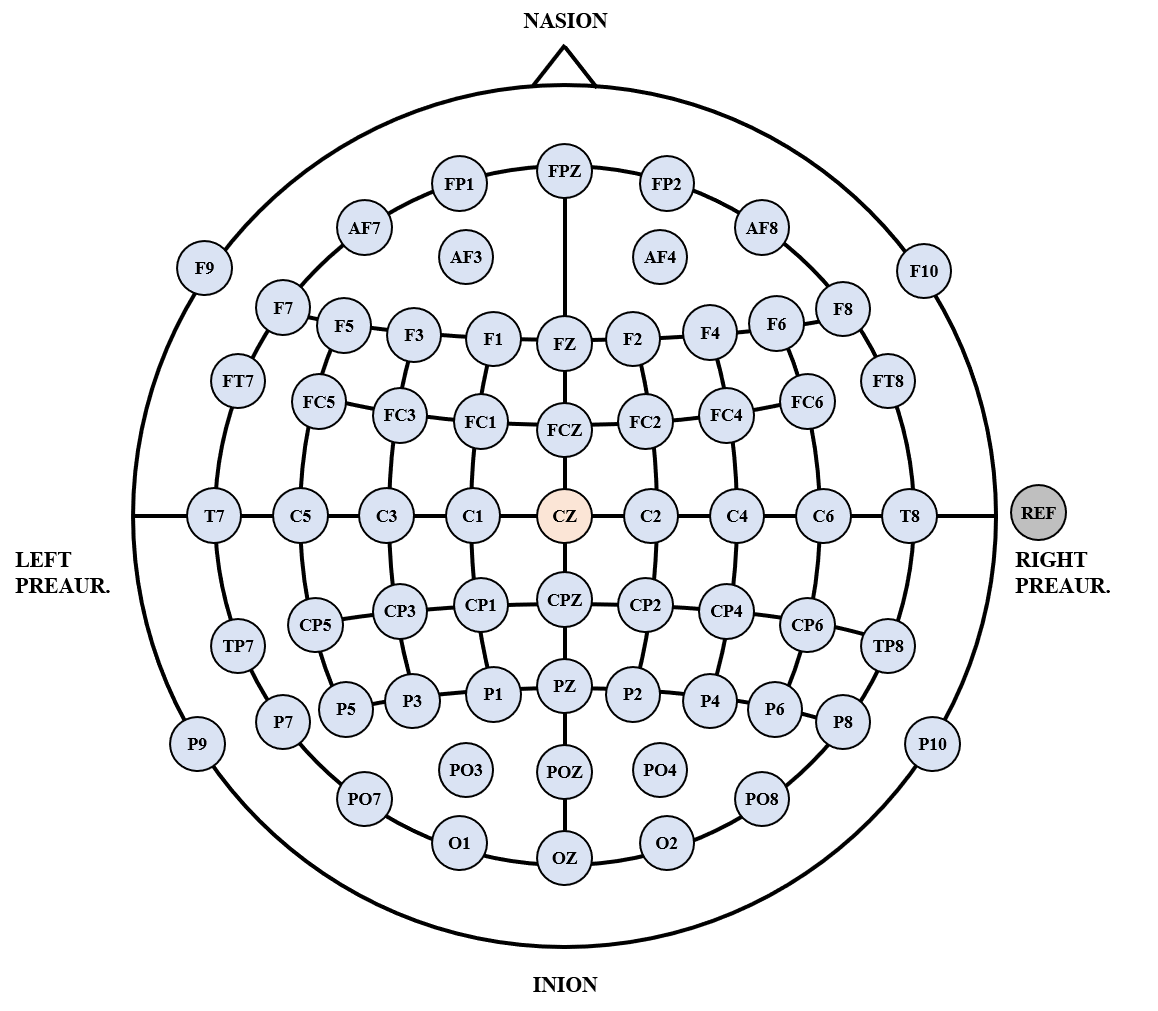 NASION
FPZ
FP1 FP2
AF7 AF8
AF3 AF4
F9 F10
F7 F5 F3 F1 FZ F2 F4 F6 F8
FT7 FT8
FC5 FC3 FC1 FCZ FC2 FC4 FC6
T7 C5 C3 C1 CZ C2 C4 C6 T8 REF
LEFT
PREAUR.
RIGHT
PREAUR.
CP5 CP3 CP1 CPZ CP2 CP4 CP6
TP7 TP8
P7 P5 P3 P1 PZ P2 P4 P6 P8
P9 P10
PO3 POZ PO4
PO7 PO8
O1 OZ O2
INION